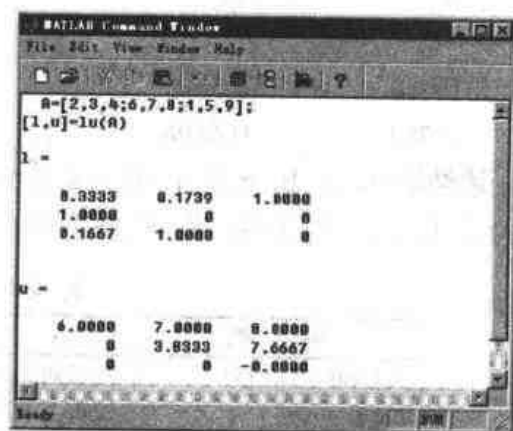 MATLAB Command Window
File Edit View Window Help
A=[2,3,4;6,7,8;1,5,9];
[l,u]=lu(A)
l =
0.3333 0.1739 1.0000
1.0000 0 0
0.1667 1.0000 0
u =
6.0000 7.0000 8.0000
0 3.8333 7.6667
0 0 -0.0000
Ready NUM